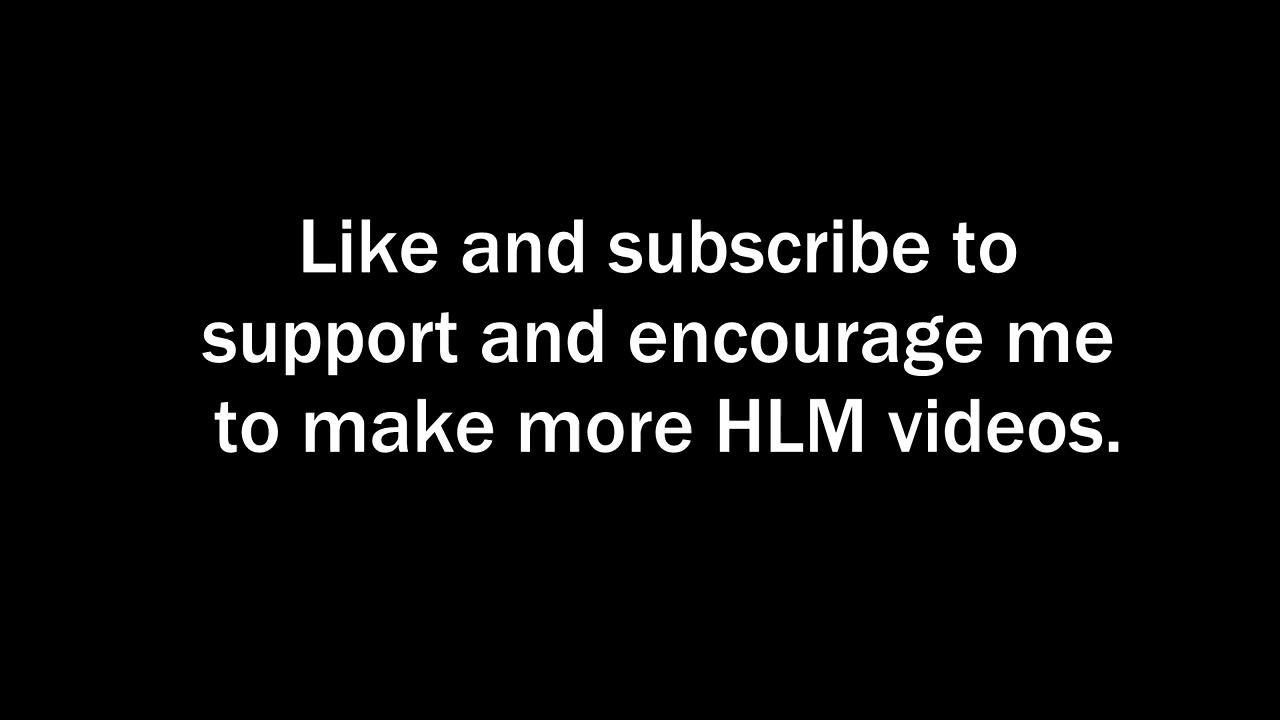 Like and subscribe to
support and encourage me
to make more HLM videos.